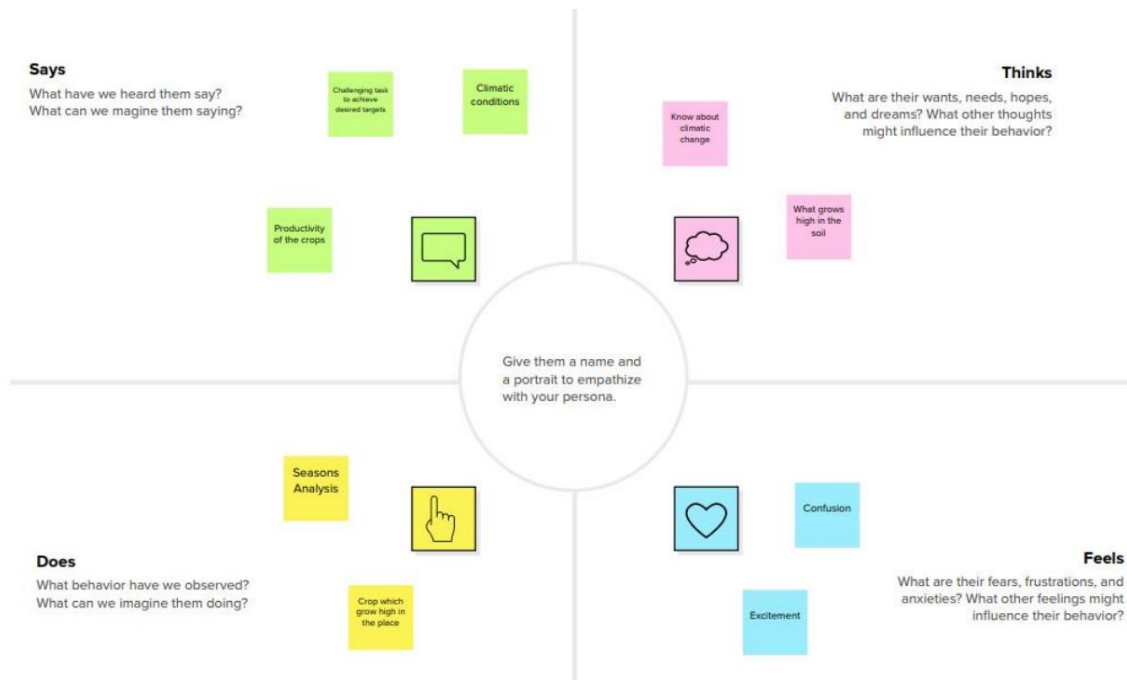 Says
What have we heard them say?
What can we magine them saying?
Challenging task
to achieve
desired targets
Climatic
conditions
Productivity
of the crops
Thinks
What are their wants, needs, hopes,
and dreams? What other thoughts
might influence their behavior?
Know about
climatic
change
What grows
high in the
soil
Give them a name and
a portrait to empathize
with your persona.
Seasons
Analysis
Does
What behavior have we observed?
What can we imagine them doing?
Crop which
grow high in
the place
Confusion
Feels
What are their fears, frustrations, and
anxieties? What other feelings might
influence their behavior?
Excitement